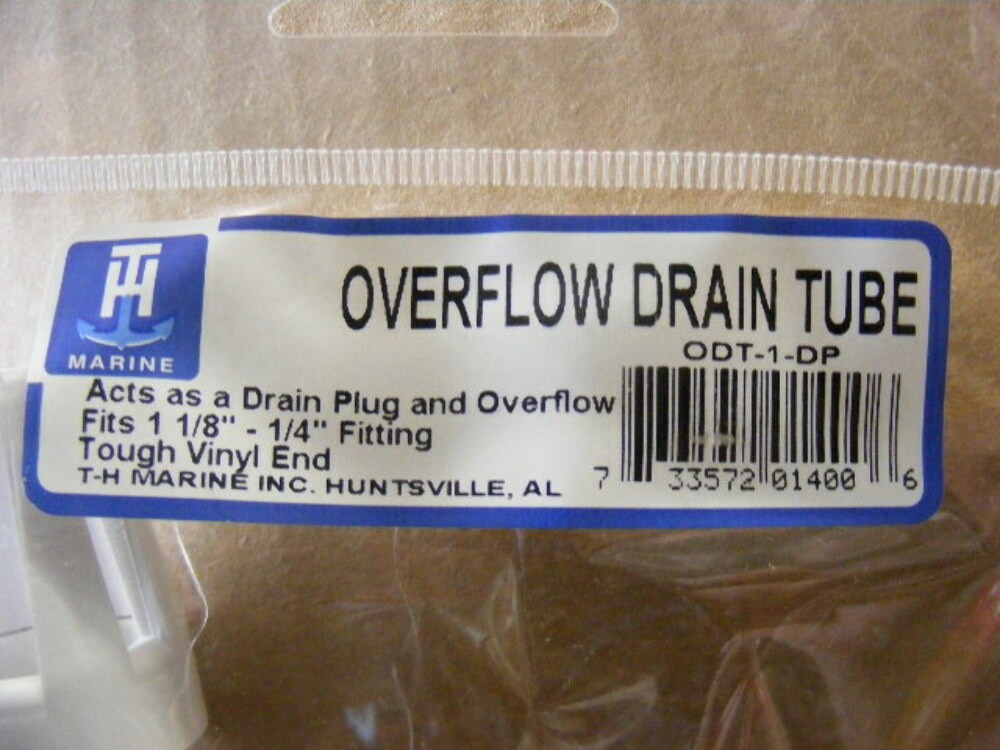 TH
MARINE
OVERFLOW DRAIN TUBE
ODT-1-DP
Acts as a Drain Plug and Overflow
Fits 1 1/8" - 1/4" Fitting
Tough Vinyl End
T-H MARINE INC. HUNTSVILLE, AL
7 33572 01400 6